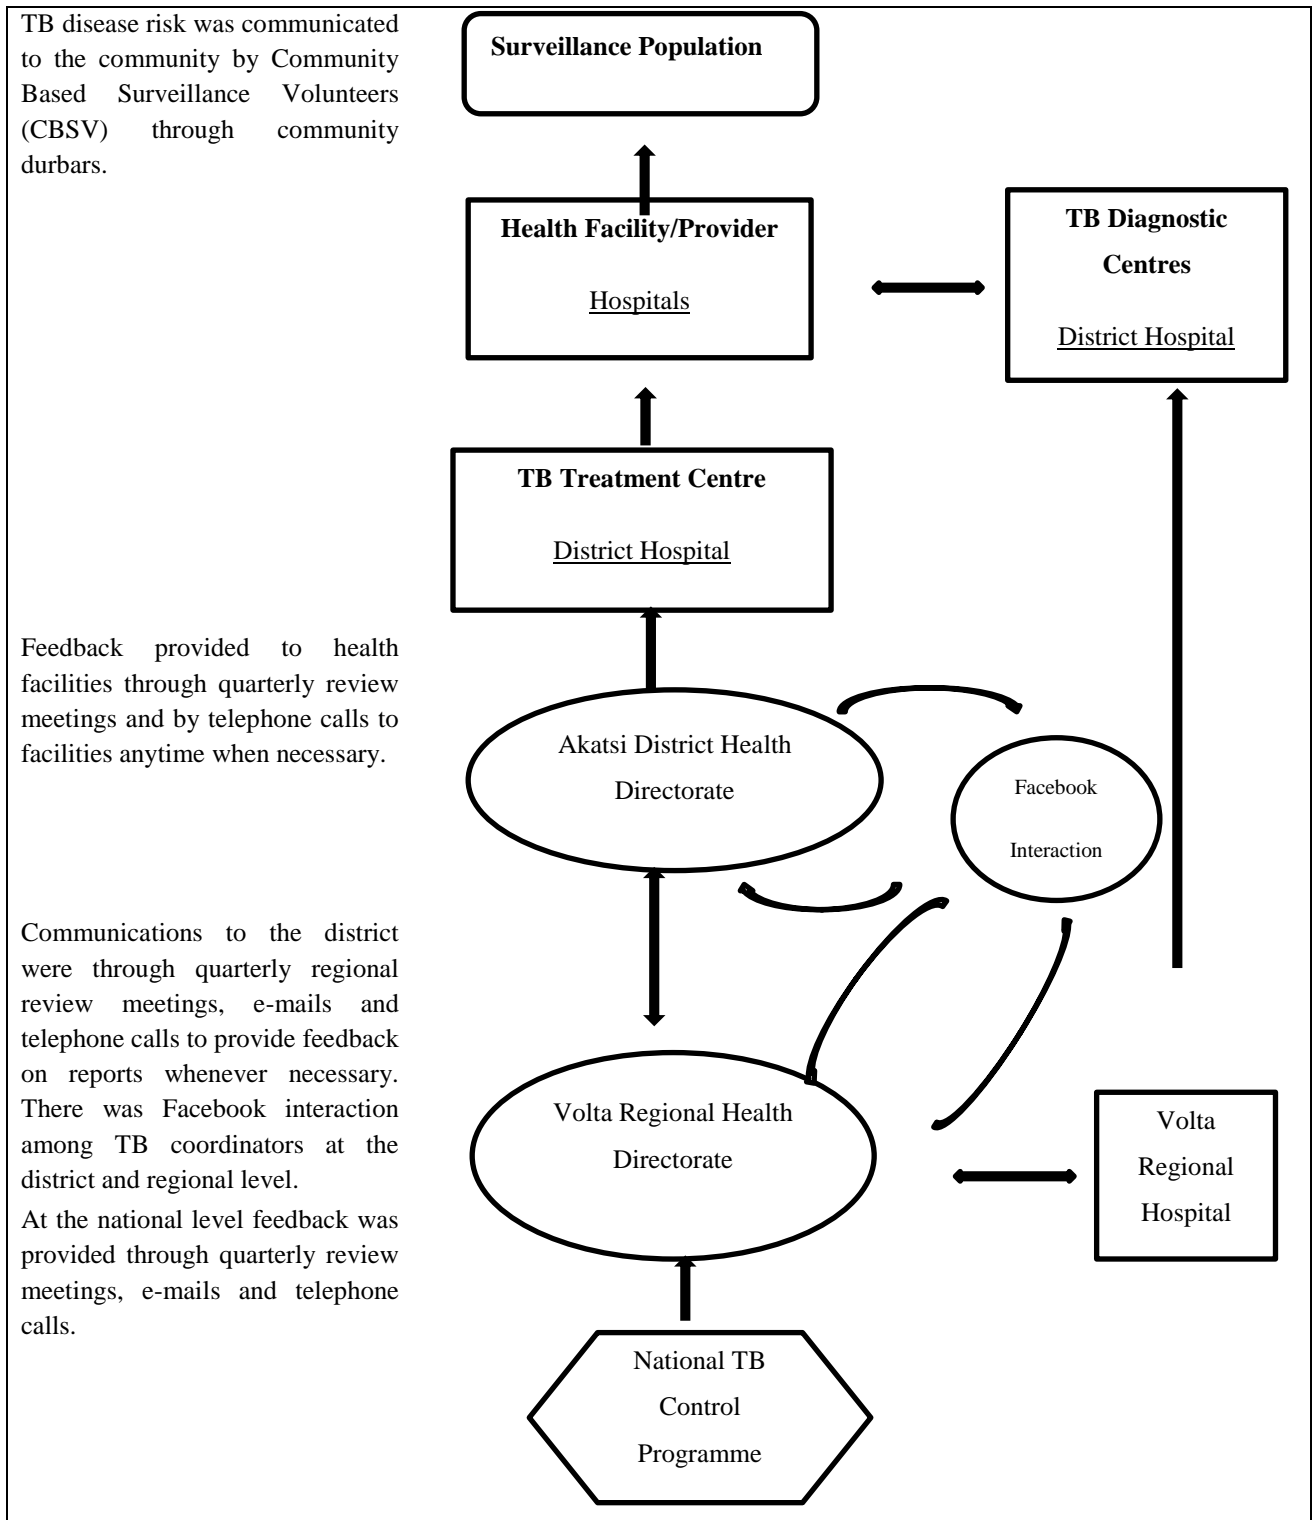 TB disease risk was communicated
to the community by Community
Based Surveillance Volunteers
(CBSV) through community
durbars.
Surveillance Population
Health Facility/Provider
Hospitals
TB Diagnostic
Centres
District Hospital
TB Treatment Centre
District Hospital
Feedback provided to health
facilities through quarterly review
meetings and by telephone calls to
facilities anytime when necessary.
Akatsi District Health
Directorate
Facebook
Interaction
Communications to the district
were through quarterly regional
review meetings, e-mails and
telephone calls to provide feedback
on reports whenever necessary.
There was Facebook interaction
among TB coordinators at the
district and regional level.
At the national level feedback was
provided through quarterly review
meetings, e-mails and telephone
calls.
Volta Regional Health
Directorate
Volta
Regional
Hospital
National TB
Control
Programme